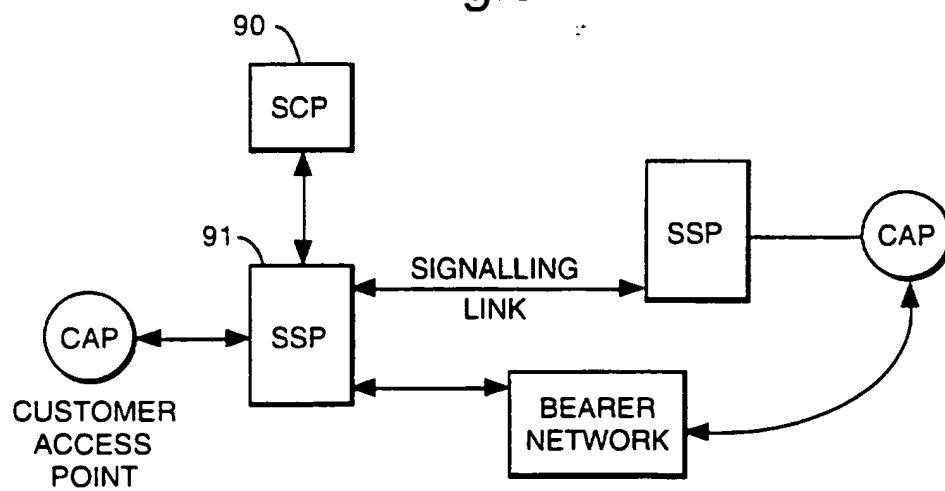 90
SCP
91
SSP
SIGNALLING
LINK
SSP
CAP
CAP
CUSTOMER
ACCESS
POINT
BEARER
NETWORK